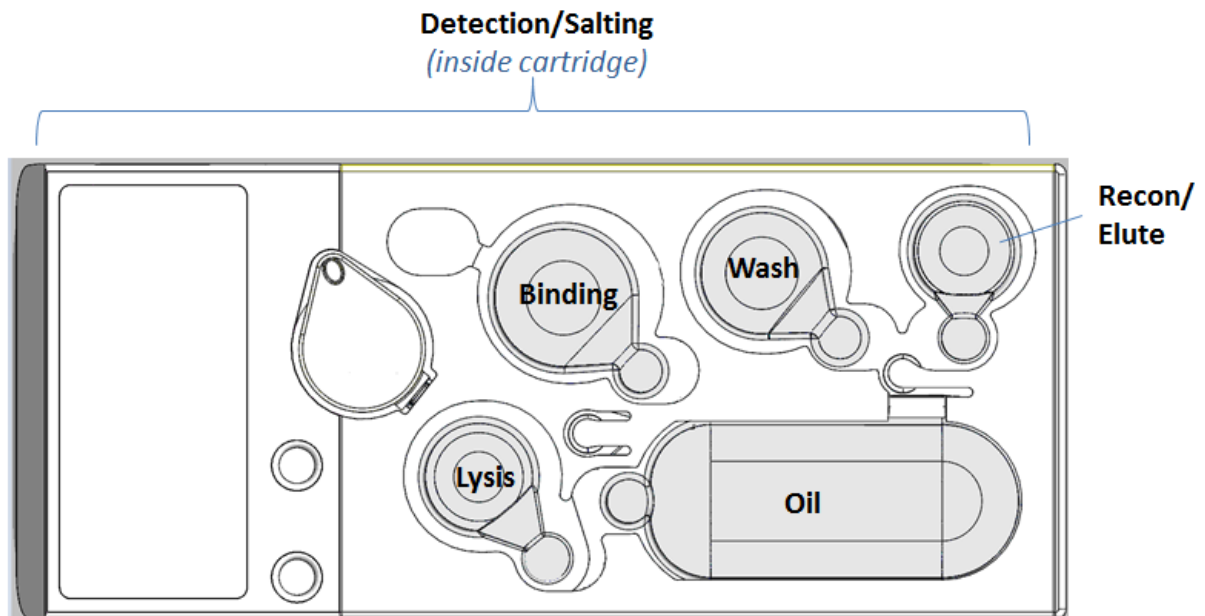 Detection/Salting
(inside cartridge)
Recon/
Elute
Wash
Binding
Lysis
Oil